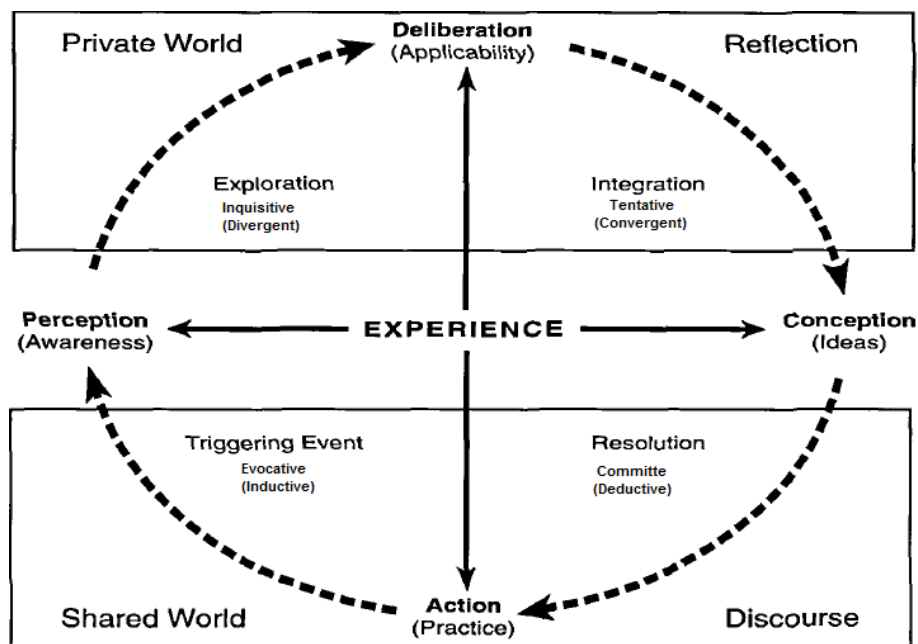 Private World
Deliberation
(Applicability)
Reflection
Exploration
Inquisitive
(Divergent)
Integration
Tentative
(Convergent)
Perception
(Awareness)
EXPERIENCE
Conception
(Ideas)
Triggering Event
Evocative
(Inductive)
Resolution
Committe
(Deductive)
Shared World
Action
(Practice)
Discourse